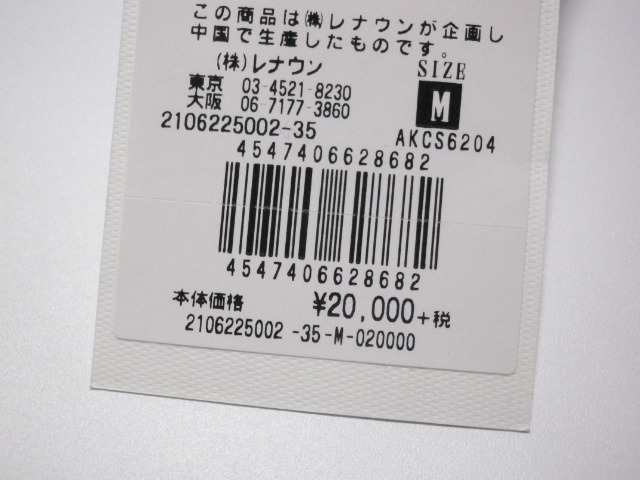 この商品は㈱レナウンが企画し
中国で生産したものです。
(株)レナウン
東京 03-4521-8230
大阪 06-7177-3860
SIZE
M
2106225002-35
AKCS6204
4547406628682
4547406628682
本体価格 ¥20,000+税
2106225002 -35-M-020000